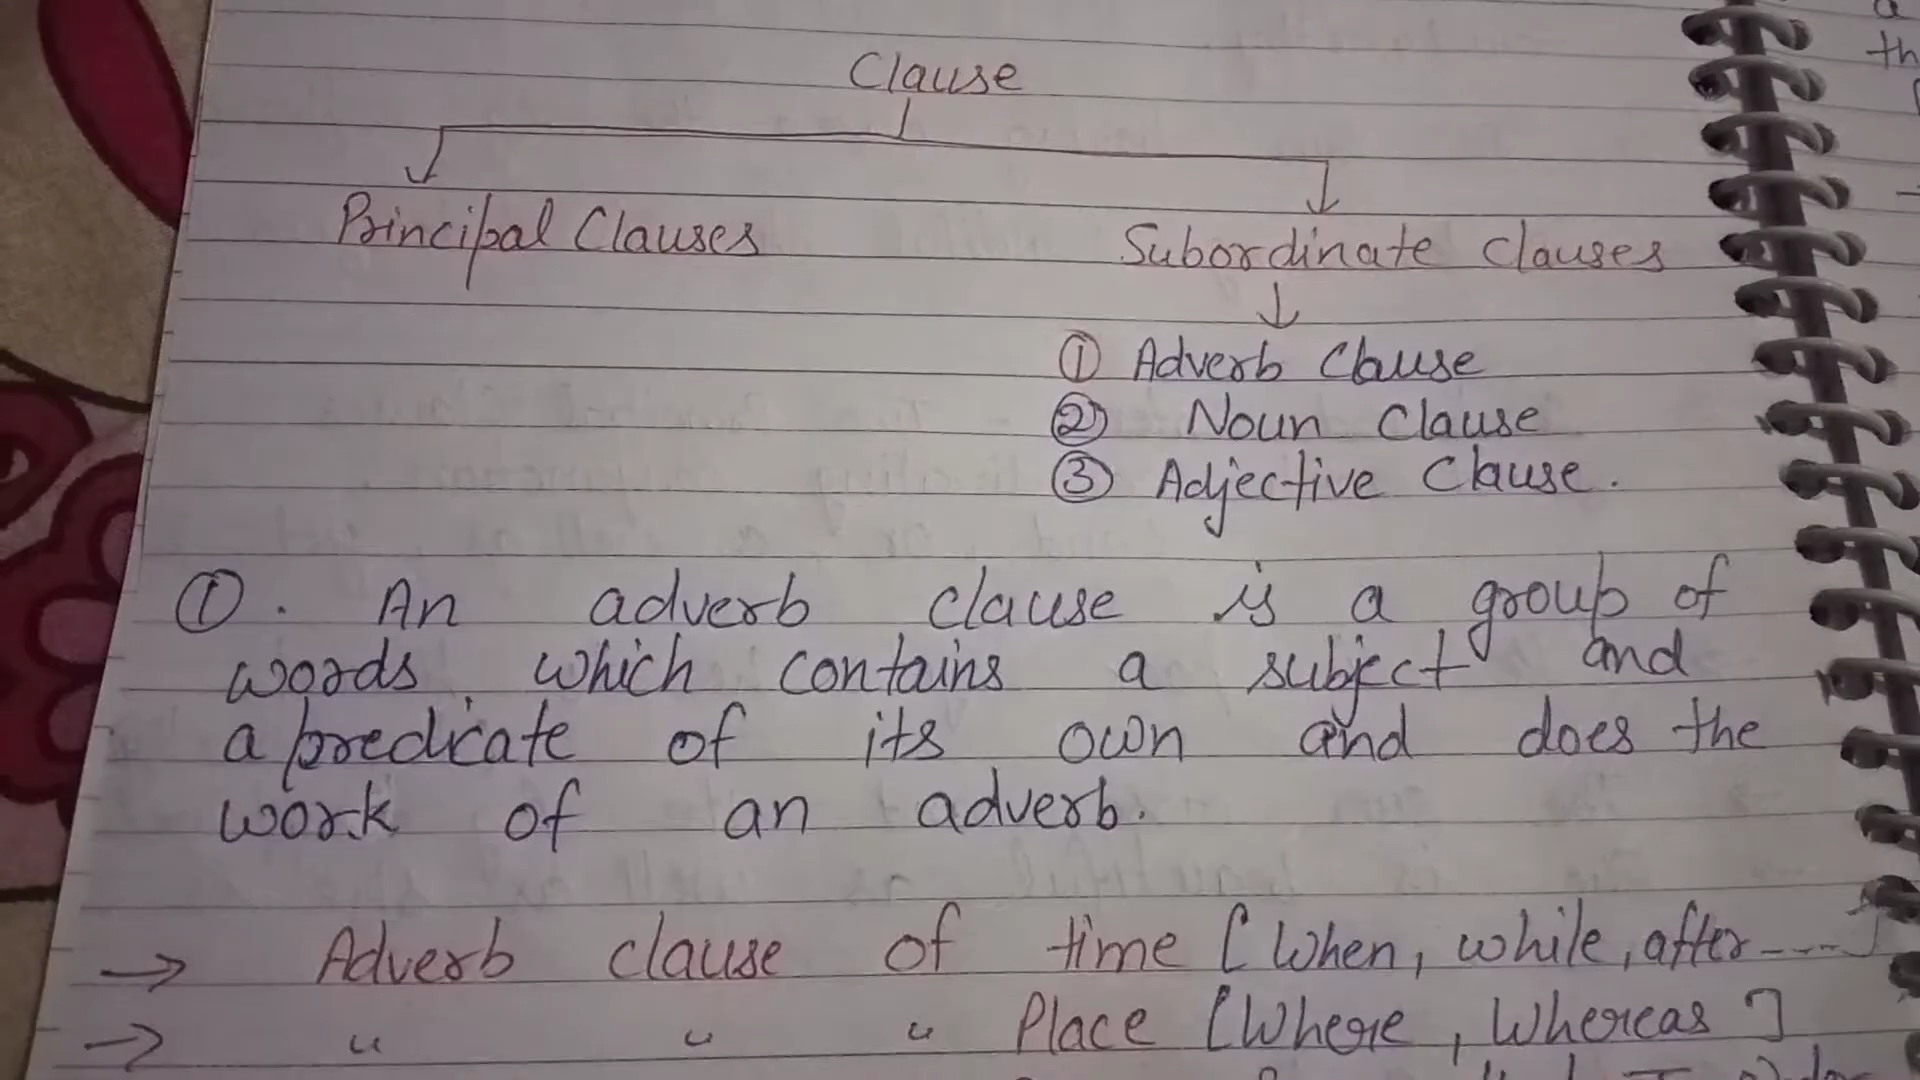 Clause
Principal Clauses
Subordinate Clauses
① Adverb Clause
② Noun Clause
③ Adjective Clause.
①. An adverb clause is a group of
words which contains a subject and
a predicate of its own and does the
work of an adverb.
→ Adverb clause of time [When, while, after----]
→ " " " Place [Where, Whereas]
a
th